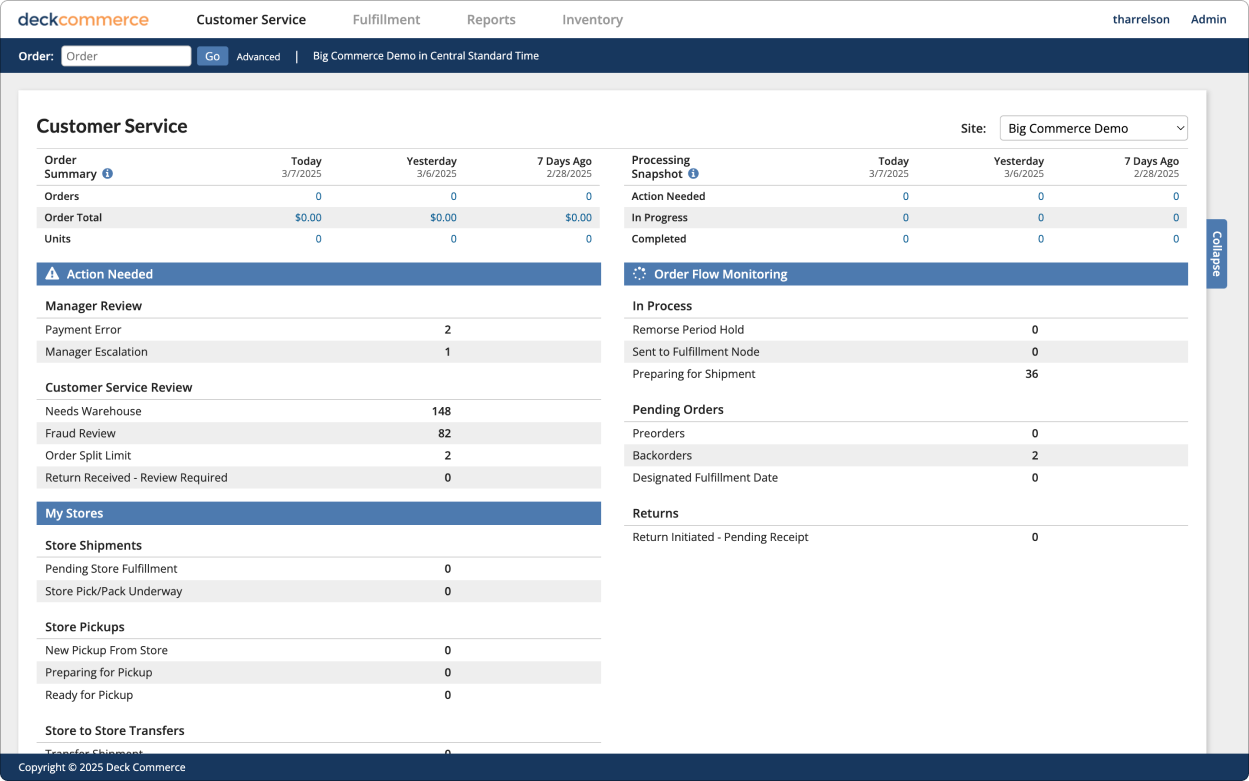 deckcommerce Customer Service Fulfillment Reports Inventory tharrelson Admin
Order: Order Go Advanced | Big Commerce Demo in Central Standard Time
Customer Service
Site: Big Commerce Demo
Order Summary Today 3/7/2025 Yesterday 3/6/2025 7 Days Ago 2/28/2025
Orders 0 0 0
Order Total $0.00 $0.00 $0.00
Units 0 0 0
Processing Snapshot Today 3/7/2025 Yesterday 3/6/2025 7 Days Ago 2/28/2025
Action Needed 0 0 0
In Progress 0 0 0
Completed 0 0 0
Collapse
Action Needed
Manager Review
Payment Error 2
Manager Escalation 1
Customer Service Review
Needs Warehouse 148
Fraud Review 82
Order Split Limit 2
Return Received - Review Required 0
My Stores
Store Shipments
Pending Store Fulfillment 0
Store Pick/Pack Underway 0
Store Pickups
New Pickup From Store 0
Preparing for Pickup 0
Ready for Pickup 0
Store to Store Transfers
Transfer Shipment 0
Order Flow Monitoring
In Process
Remorse Period Hold 0
Sent to Fulfillment Node 0
Preparing for Shipment 36
Pending Orders
Preorders 0
Backorders 2
Designated Fulfillment Date 0
Returns
Return Initiated - Pending Receipt 0
Copyright © 2025 Deck Commerce